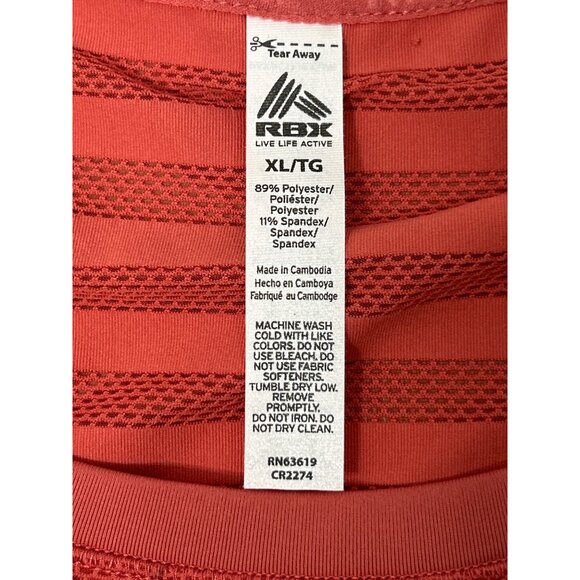 Tear Away
RBX
LIVE LIFE ACTIVE
XL/TG
89% Polyester/
Poliéster/
Polyester
11% Spandex/
Spandex/
Spandex
Made in Cambodia
Hecho en Camboya
Fabriqué au Cambodge
MACHINE WASH
COLD WITH LIKE
COLORS. DO NOT
USE BLEACH. DO
NOT USE FABRIC
SOFTENERS.
TUMBLE DRY LOW.
REMOVE
PROMPTLY.
DO NOT IRON. DO
NOT DRY CLEAN.
RN63619
CR2274